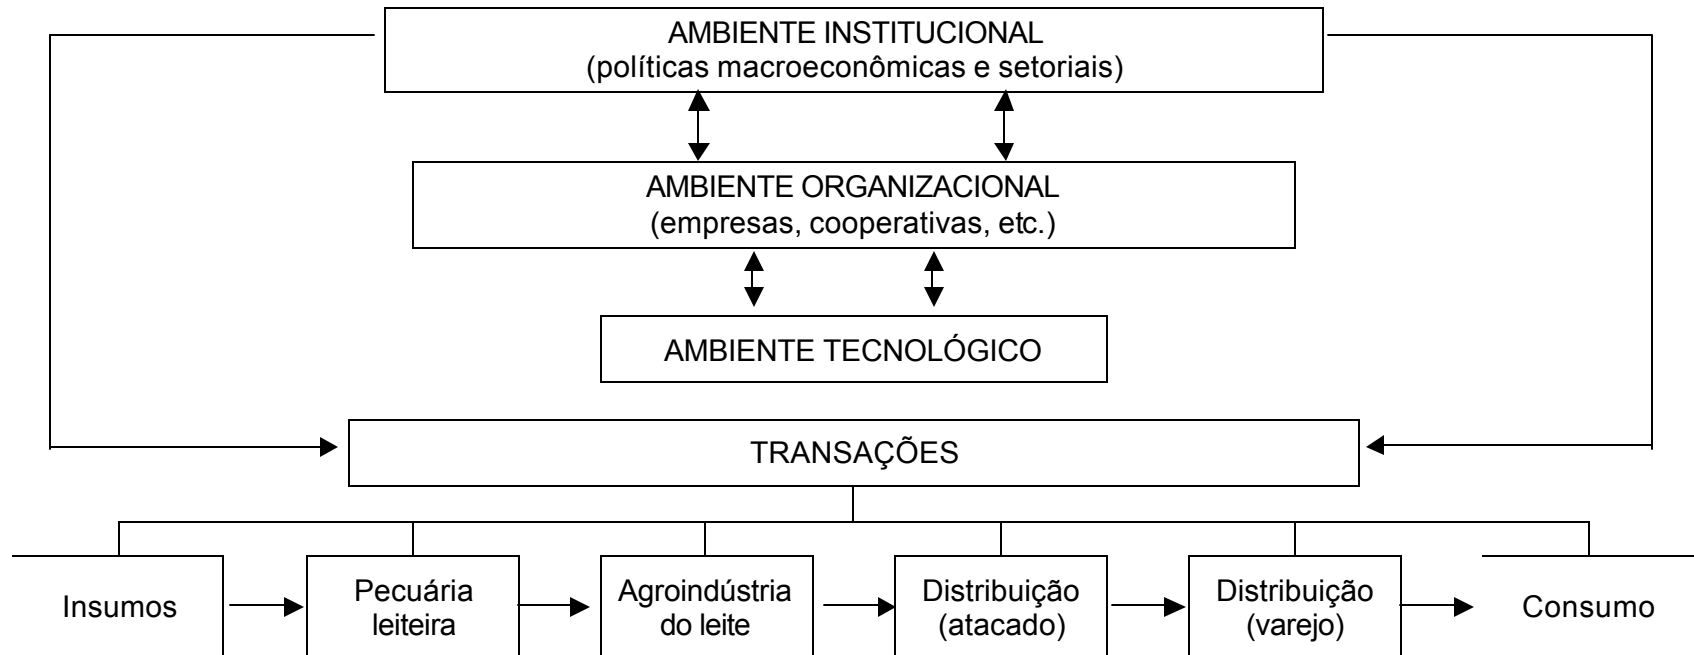 AMBIENTE INSTITUCIONAL
(políticas macroeconômicas e setoriais)
AMBIENTE ORGANIZACIONAL
(empresas, cooperativas, etc.)
AMBIENTE TECNOLÓGICO
TRANSAÇÕES
Insumos
Pecuária
leiteira
Agroindústria
do leite
Distribuição
(atacado)
Distribuição
(varejo)
Consumo